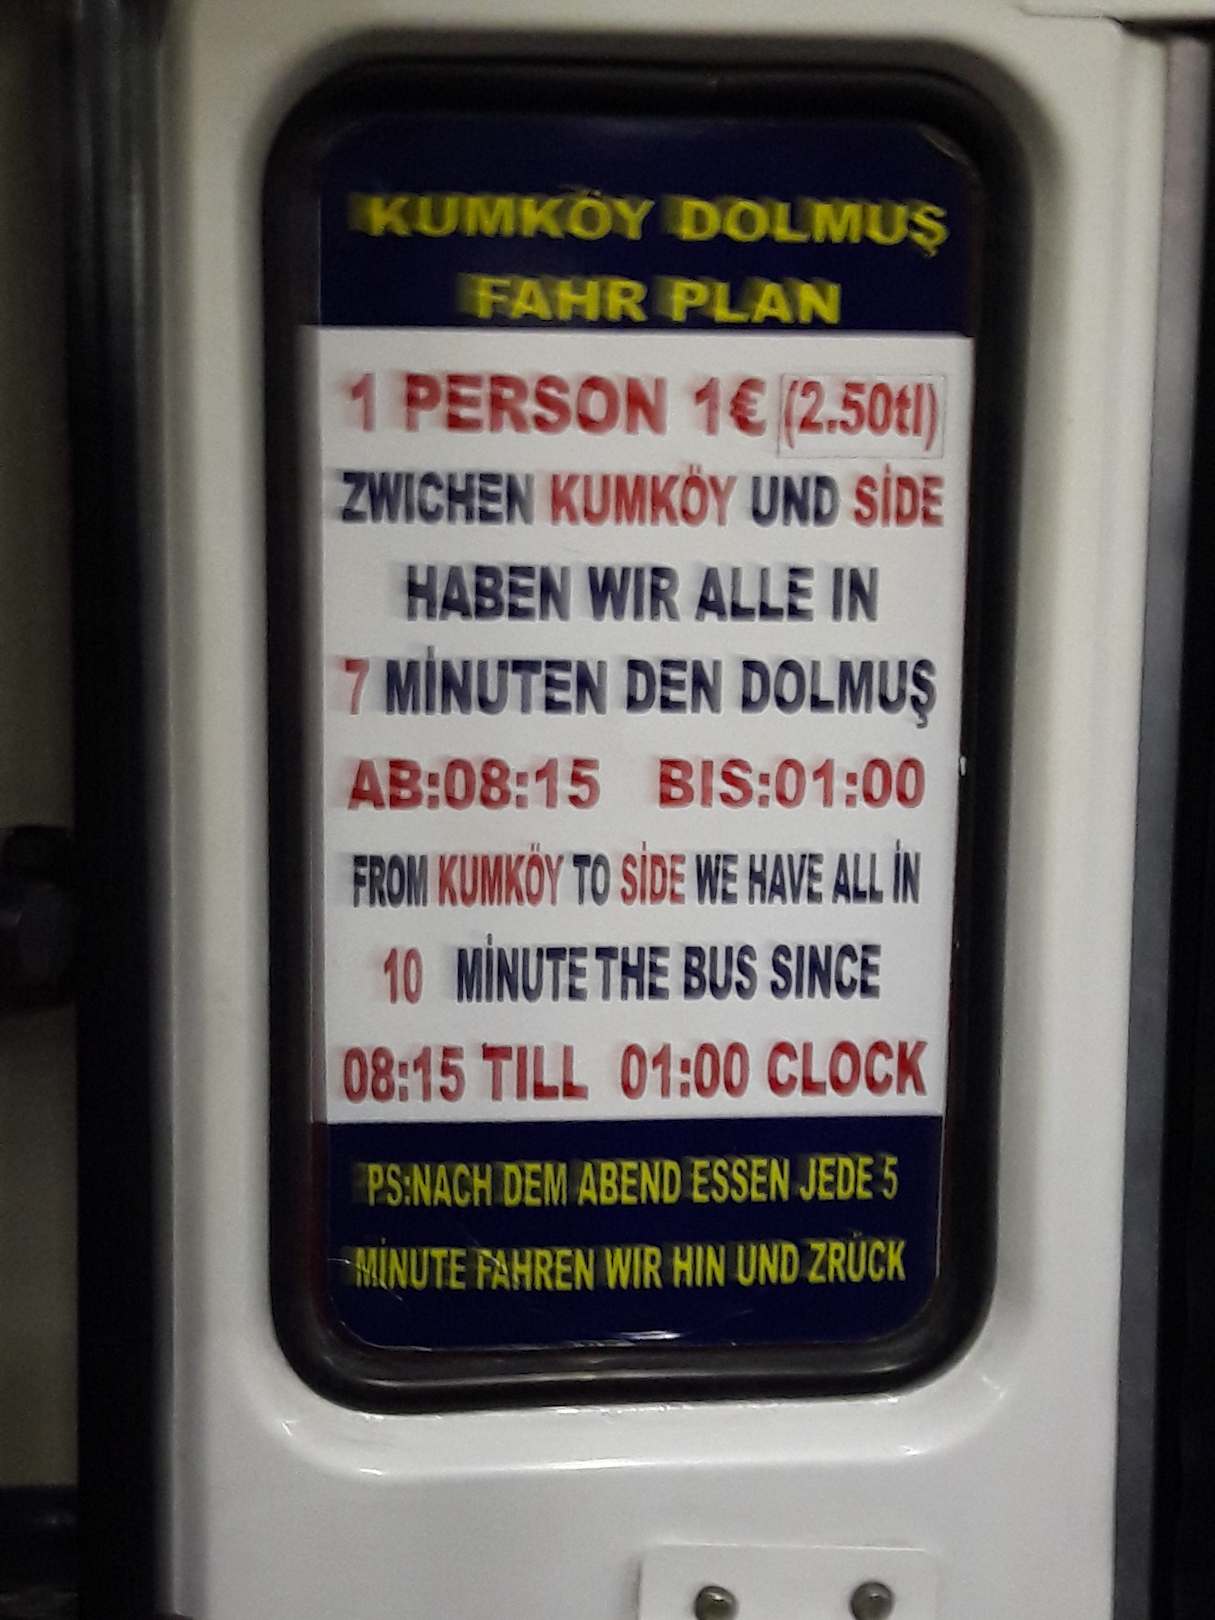 KUMKÖY DOLMUŞ
FAHR PLAN
1 PERSON 1€ (2.50tl)
ZWICHEN KUMKÖY UND SİDE
HABEN WIR ALLE IN
7 MİNUTEN DEN DOLMUŞ
AB:08:15 BIS:01:00
FROM KUMKÖY TO SİDE WE HAVE ALL İN
10 MİNUTE THE BUS SINCE
08:15 TILL 01:00 CLOCK
PS:NACH DEM ABEND ESSEN JEDE 5
MİNUTE FAHREN WIR HIN UND ZRÜCK